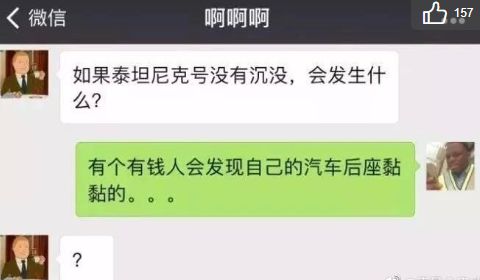 微信
啊啊啊
157
如果泰坦尼克号没有沉没，会发生什
么？
有个有钱人会发现自己的汽车后座黏
黏的。。。
？